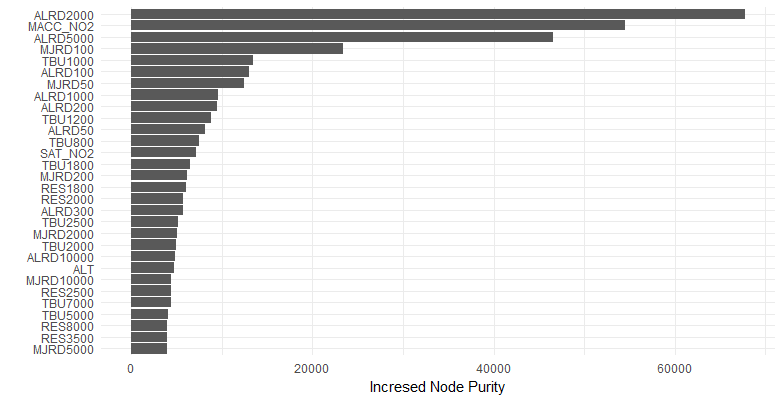 ALRD2000
MACC_NO2
ALRD5000
MJRD100
TBU1000
ALRD100
MJRD50
ALRD1000
ALRD200
TBU1200
ALRD50
TBU800
SAT_NO2
TBU1800
MJRD200
RES1800
RES2000
ALRD300
TBU2500
MJRD2000
TBU2000
ALRD10000
ALT
MJRD10000
RES2500
TBU7000
TBU5000
RES8000
RES3500
MJRD5000
0 20000 40000 60000
Incresed Node Purity